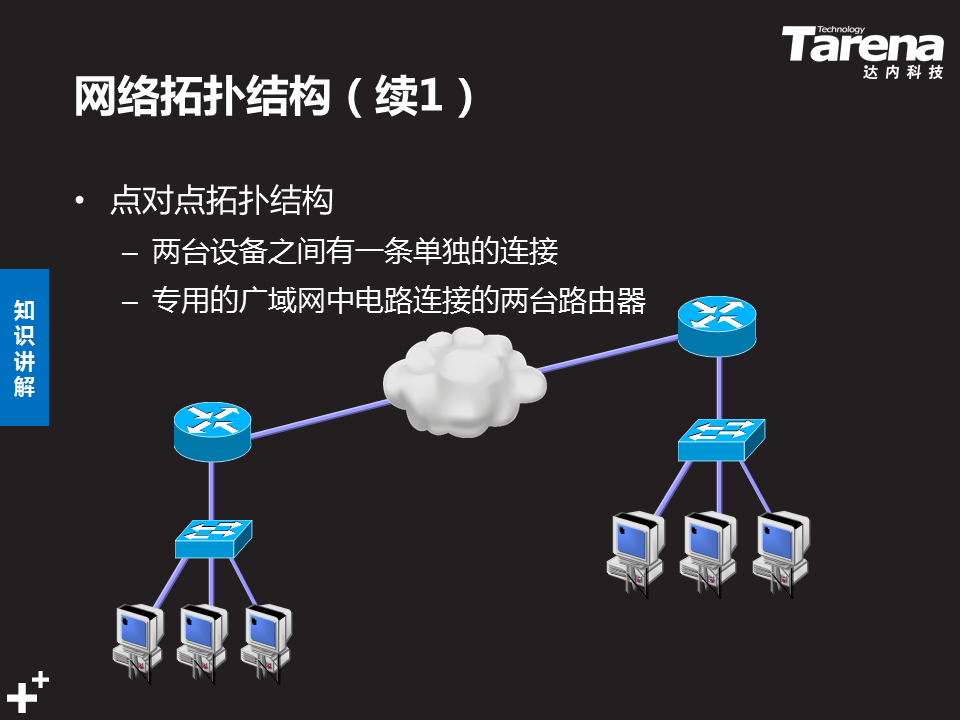 Technology
Tarena
达内科技
网络拓扑结构（续1）
• 点对点拓扑结构
– 两台设备之间有一条单独的连接
– 专用的广域网中电路连接的两台路由器
知识讲解